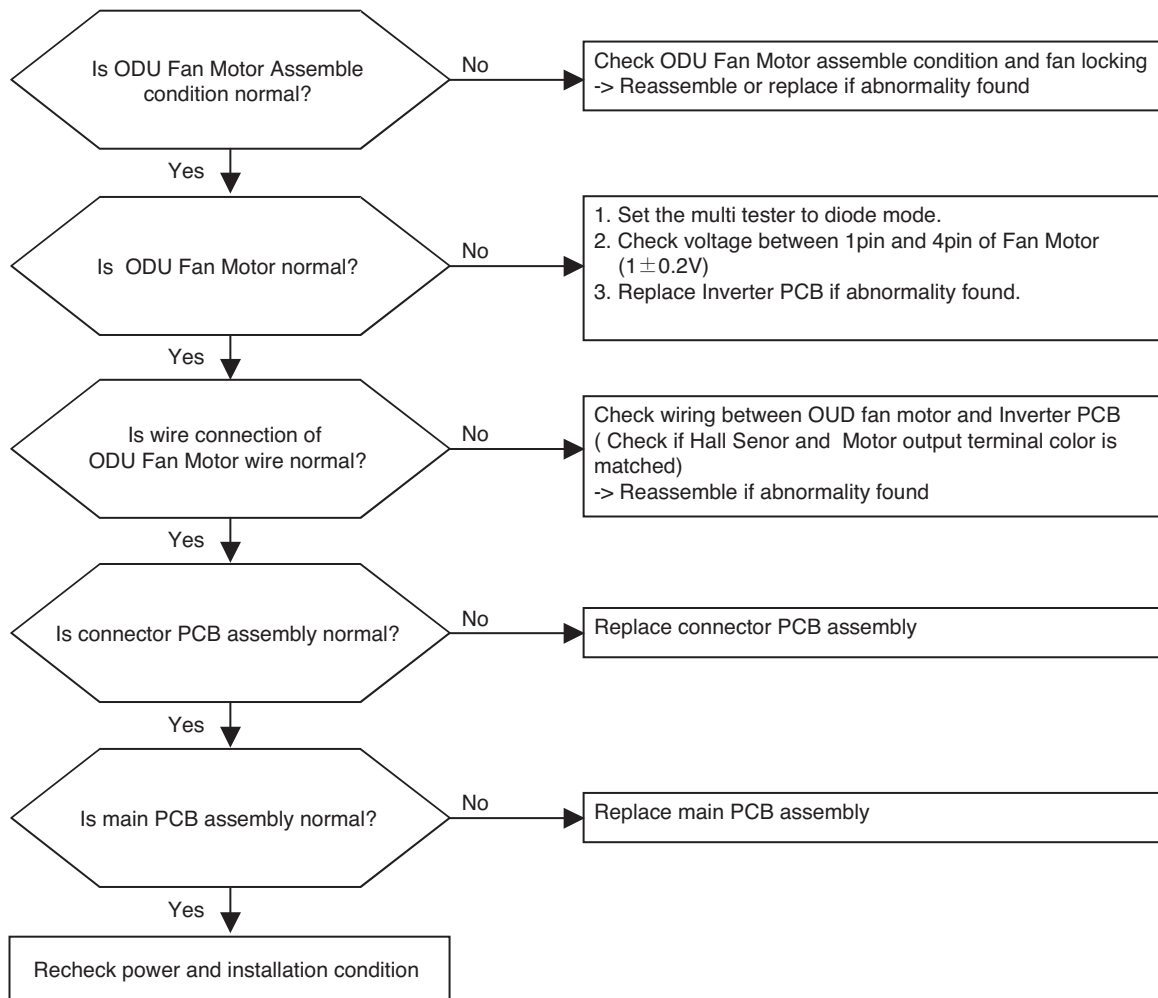 Is ODU Fan Motor Assemble
condition normal?
No
Check ODU Fan Motor assemble condition and fan locking
-> Reassemble or replace if abnormality found
Yes
Is ODU Fan Motor normal?
No
1. Set the multi tester to diode mode.
2. Check voltage between 1pin and 4pin of Fan Motor
(1±0.2V)
3. Replace Inverter PCB if abnormality found.
Yes
Is wire connection of
ODU Fan Motor wire normal?
No
Check wiring between OUD fan motor and Inverter PCB
( Check if Hall Senor and Motor output terminal color is
matched)
-> Reassemble if abnormality found
Yes
Is connector PCB assembly normal?
No
Replace connector PCB assembly
Yes
Is main PCB assembly normal?
No
Replace main PCB assembly
Yes
Recheck power and installation condition